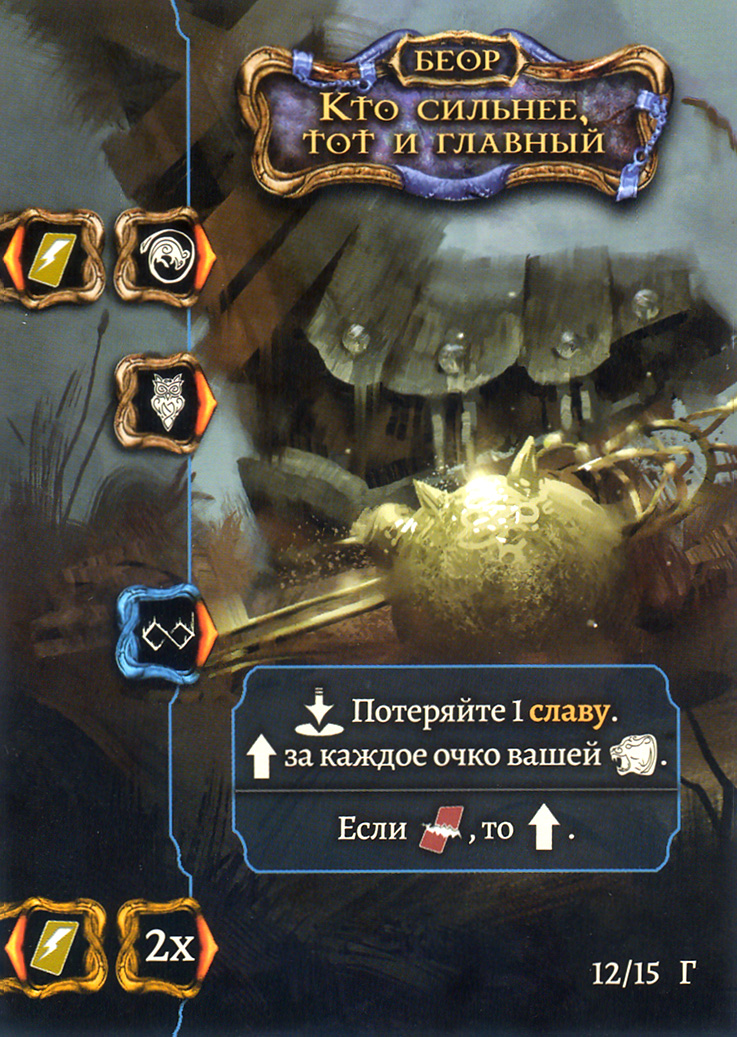 БЕОР
Кто сильнее,
тот и главный
Потеряйте 1 славу.
за каждое очко вашей .
Если , то .
2x
12/15 Г